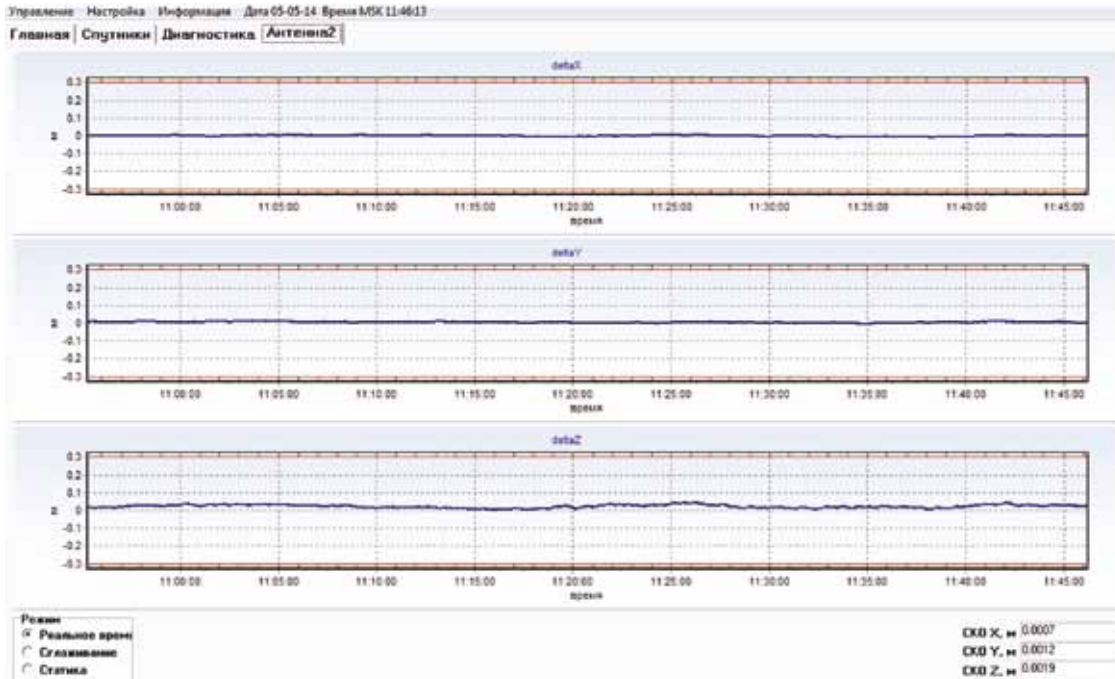 Управление Настройка Информация Дата 05-05-14 Время MSK 11:46:13
Главная Спутники Диагностика Антенна2
deltaX
0.3
0.2
0.1
0
-0.1
-0.2
-0.3
м
11:00:00 11:05:00 11:10:00 11:15:00 11:20:00 11:25:00 11:30:00 11:35:00 11:40:00 11:45:00
время
deltaY
0.3
0.2
0.1
0
-0.1
-0.2
-0.3
м
11:00:00 11:05:00 11:10:00 11:15:00 11:20:00 11:25:00 11:30:00 11:35:00 11:40:00 11:45:00
время
deltaZ
0.3
0.2
0.1
0
-0.1
-0.2
-0.3
м
11:00:00 11:05:00 11:10:00 11:15:00 11:20:00 11:25:00 11:30:00 11:35:00 11:40:00 11:45:00
время
Режим
Реальное врем
Сглаживание
Статика
СКО X, м 0.0007
СКО Y, м 0.0012
СКО Z, м 0.0019